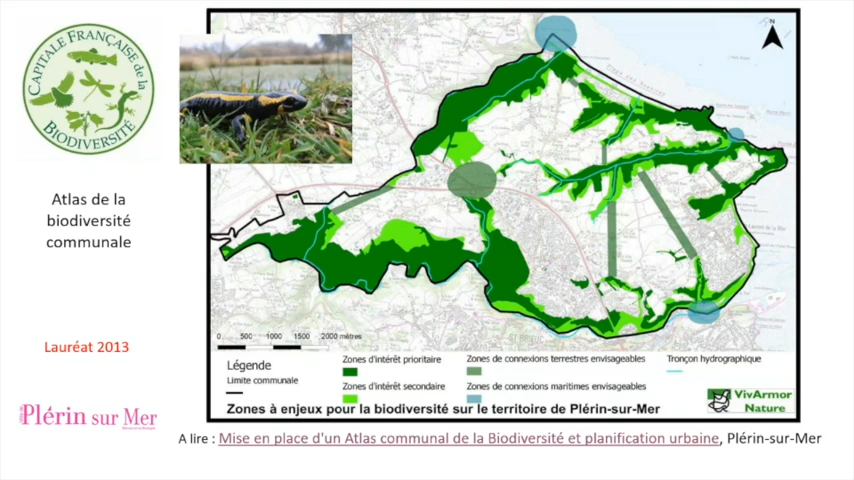 CAPITALE FRANÇAISE de la
BIODIVERSITÉ
Atlas de la
biodiversité
communale
Lauréat 2013
Plérin sur Mer
N
0 500 1000 1500 2000 mètres
Légende
Limite communale
Zones d'intérêt prioritaire
Zones d'intérêt secondaire
Zones de connexions terrestres envisageables
Zones de connexions maritimes envisageables
Tronçon hydrographique
VivArmor
Nature
Zones à enjeux pour la biodiversité sur le territoire de Plérin-sur-Mer
A lire : Mise en place d'un Atlas communal de la Biodiversité et planification urbaine, Plérin-sur-Mer